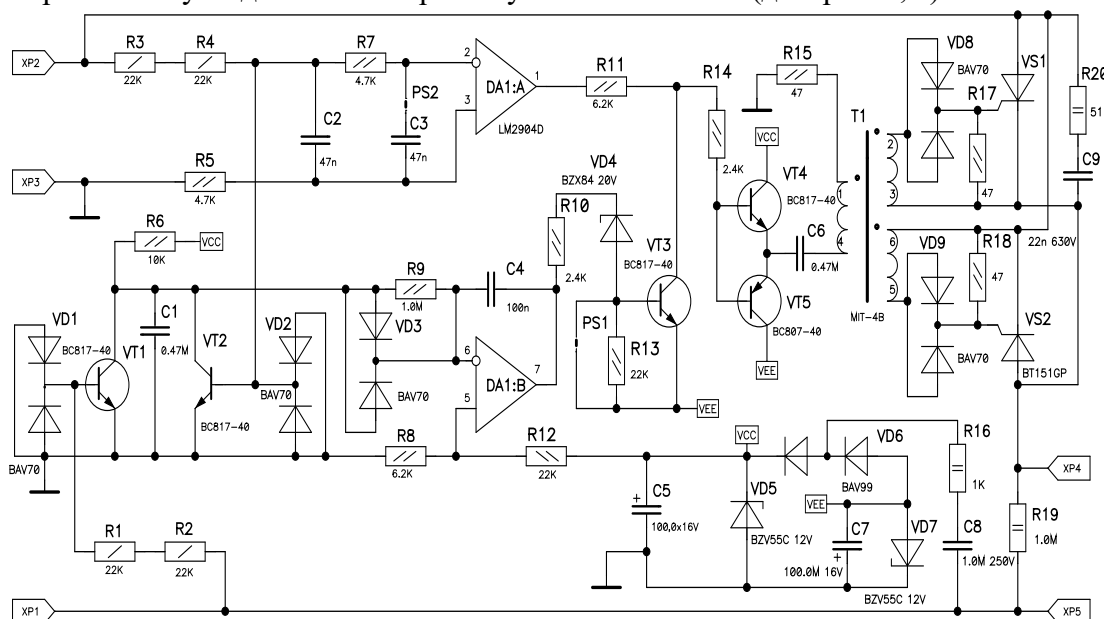 XP2
R3
22K
R4
22K
R7
4.7K
PS2
C2
47n
C3
47n
2
3
1
DA1:A
LM2904D
R11
6.2K
R14
2.4K
R15
47
VCC
VT4
BC817-40
T1
1
4
2
3
6
5
MIT-4B
VD8
BAV70
R17
47
VS1
R20
51
C9
22n 630V
XP3
R5
4.7K
R6
10K
VCC
VD4
BZX84 20V
R10
2.4K
VT3
BC817-40
C6
0.47M
VT5
BC807-40
VEE
VD9
BAV70
R18
47
VS2
BT151GP
VD1
BAV70
BC817-40
VT1
C1
0.47M
VT2
BC817-40
VD2
BAV70
R9
1.0M
C4
100n
VD3
BAV70
6
5
7
DA1:B
PS1
R13
22K
VEE
R8
6.2K
R12
22K
VCC
C5
+
100,0x16V
VD5
BZV55C 12V
VD6
BAV99
VEE
C7
+
100.0M 16V
VD7
BZV55C 12V
R16
1K
C8
1.0M 250V
R19
1.0M
XP4
R1
22K
R2
22K
XP1
XP5